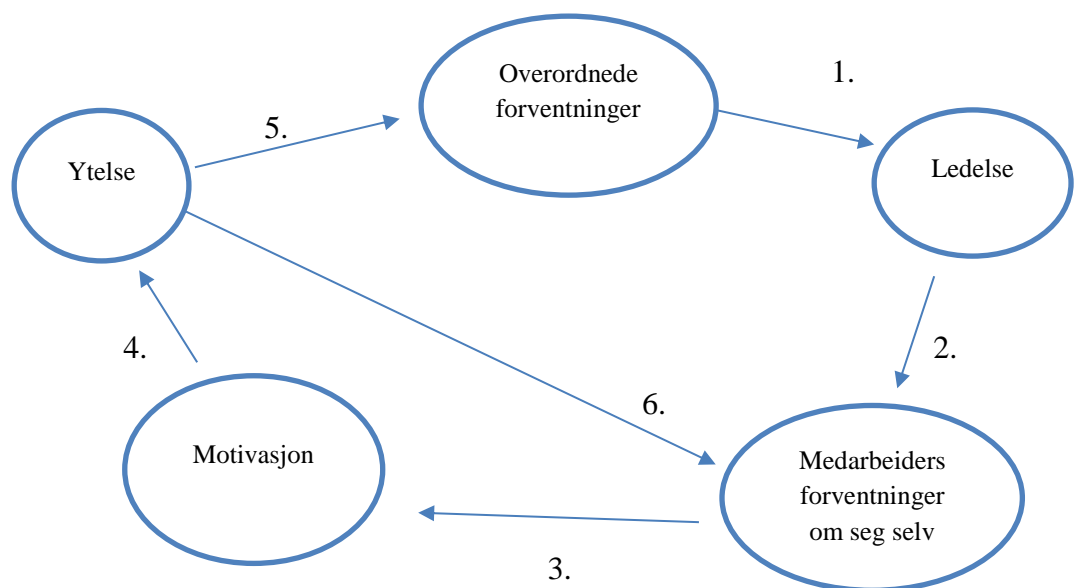 Overordnede
forventninger
1.
5.
Ytelse
Ledelse
4.
2.
6.
Motivasjon
Medarbeiders
forventninger
om seg selv
3.